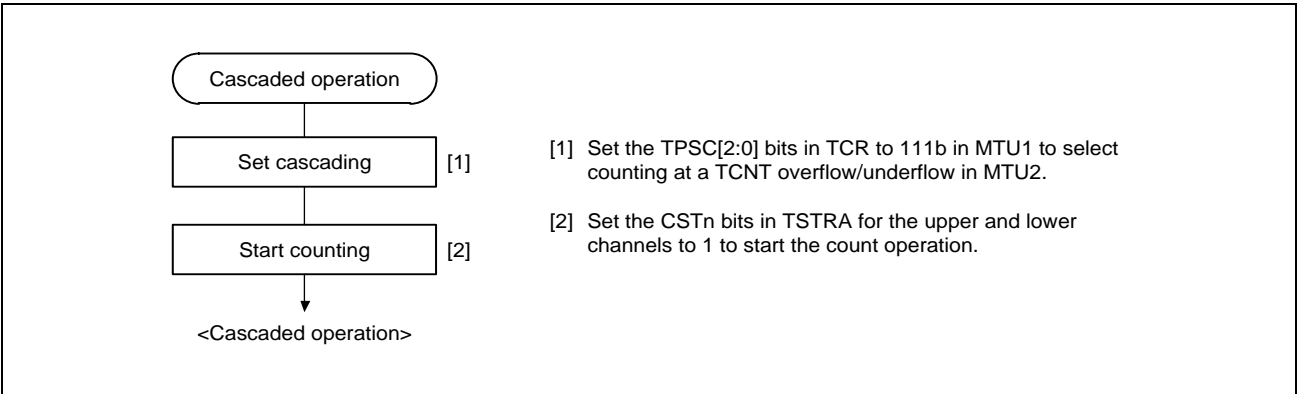 Cascaded operation
Set cascading
[1]
[1] Set the TPSC[2:0] bits in TCR to 111b in MTU1 to select
counting at a TCNT overflow/underflow in MTU2.
[2] Set the CSTn bits in TSTRA for the upper and lower
channels to 1 to start the count operation.
Start counting
[2]
<Cascaded operation>